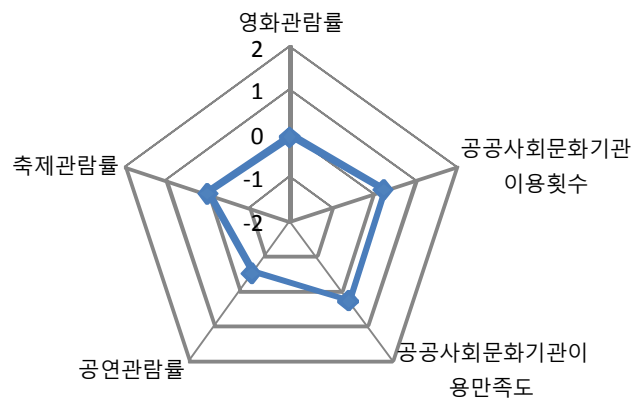 영화관람률
2
1
0
-1
-2
공공사회문화기관
이용횟수
공공사회문화기관이
용만족도
공연관람률
축제관람률